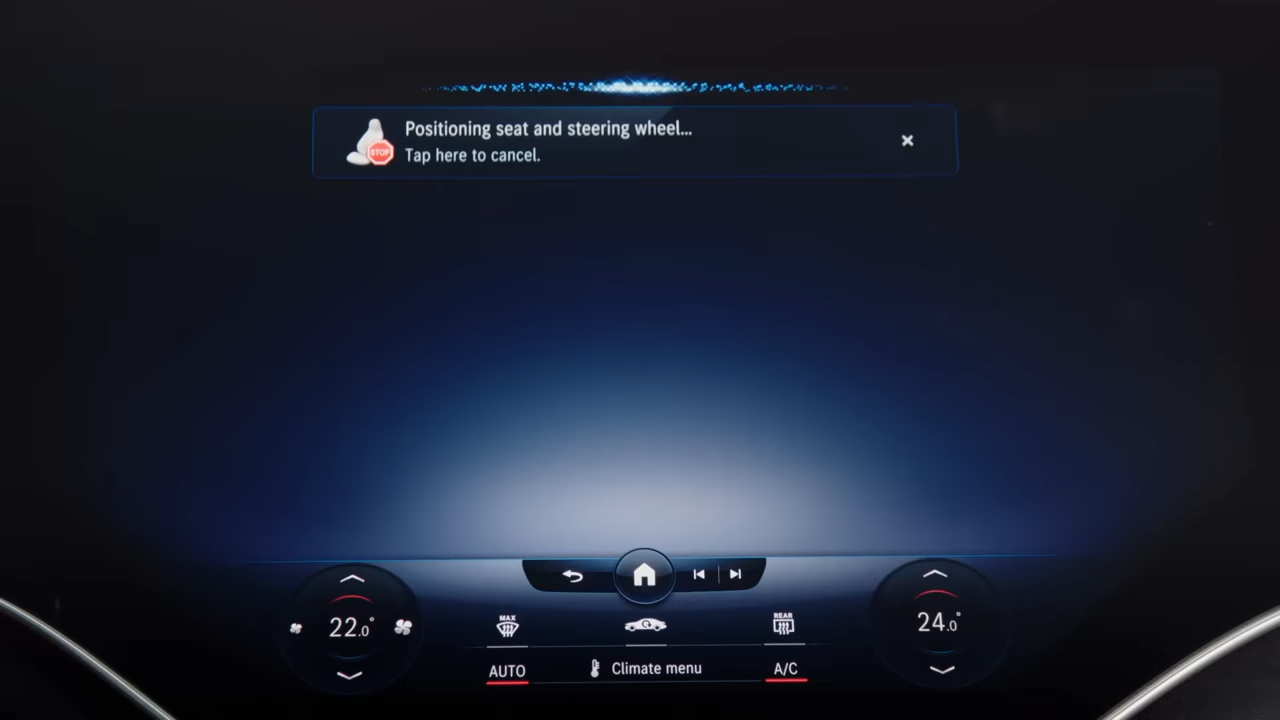 Positioning seat and steering wheel...
Tap here to cancel.
STOP
22.0°
MAX
REAR
24.0°
AUTO
Climate menu
A/C